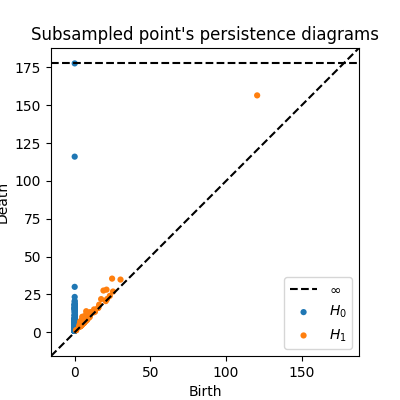 Subsampled point's persistence diagrams
175
150
125
100
75
50
25
0
Death
0 50 100 150
Birth
∞
H₀
H₁